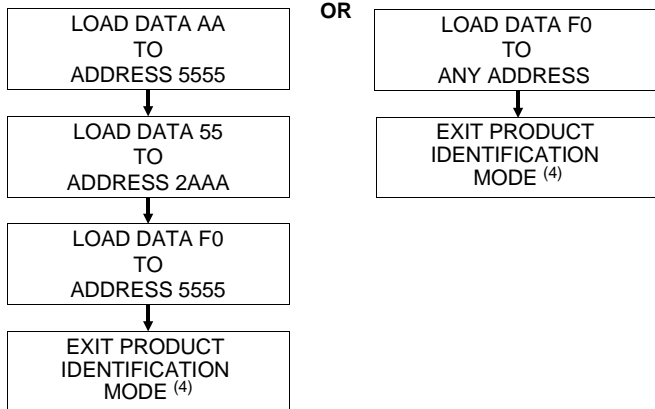 LOAD DATA AA
TO
ADDRESS 5555
LOAD DATA 55
TO
ADDRESS 2AAA
LOAD DATA F0
TO
ADDRESS 5555
EXIT PRODUCT
IDENTIFICATION
MODE (4)
OR
LOAD DATA F0
TO
ANY ADDRESS
EXIT PRODUCT
IDENTIFICATION
MODE (4)